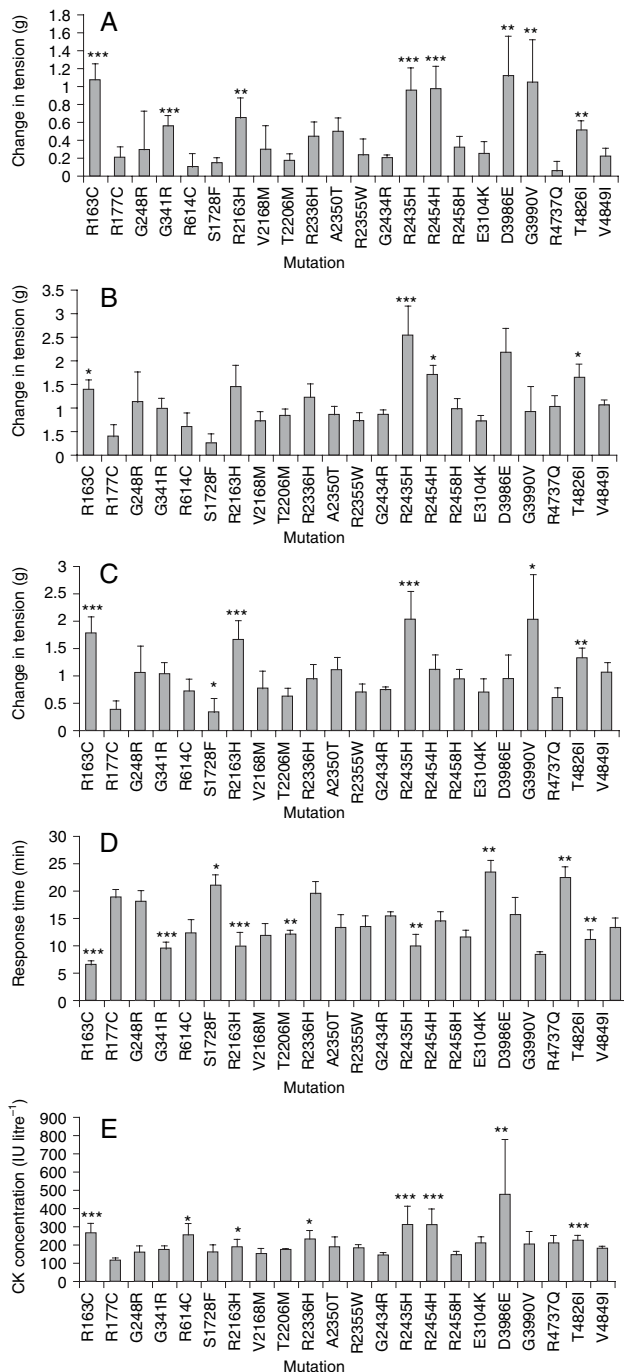 A
Change in tension (g)
1.8
1.6
1.4
1.2
1
0.8
0.6
0.4
0.2
0
*** *** ** *** *** ** ** **
R163C
R177C
G248R
G341R
R614C
S1728F
R2163H
V2168M
T2206M
R2336H
A2350T
R2355W
G2434R
R2435H
R2454H
R2458H
E3104K
D3986E
G3990V
R4737Q
T4826I
V4849I
Mutation
B
Change in tension (g)
3.5
3
2.5
2
1.5
1
1.5
0
* *** * *
R163C
R177C
G248R
G341R
R614C
S1728F
R2163H
V2168M
T2206M
R2336H
A2350T
R2355W
G2434R
R2435H
R2454H
R2458H
E3104K
D3986E
G3990V
R4737Q
T4826I
V4849I
Mutation
C
Change in tension (g)
3
2.5
2
1.5
1
0.5
0
*** * *** *** * **
R163C
R177C
G248R
G341R
R614C
S1728F
R2163H
V2168M
T2206M
R2336H
A2350T
R2355W
G2434R
R2435H
R2454H
R2458H
E3104K
D3986E
G3990V
R4737Q
T4826I
V4849I
Mutation
D
Response time (min)
30
25
20
15
10
5
0
*** *** * *** ** ** ** ** **
R163C
R177C
G248R
G341R
R614C
S1728F
R2163H
V2168M
T2206M
R2336H
A2350T
R2355W
G2434R
R2435H
R2454H
R2458H
E3104K
D3986E
G3990V
R4737Q
T4826I
V4849I
Mutation
E
CK concentration (IU litre⁻¹)
900
800
700
600
500
400
300
200
100
0
*** * * * *** *** ** ***
R163C
R177C
G248R
G341R
R614C
S1728F
R2163H
V2168M
T2206M
R2336H
A2350T
R2355W
G2434R
R2435H
R2454H
R2458H
E3104K
D3986E
G3990V
R4737Q
T4826I
V4849I
Mutation